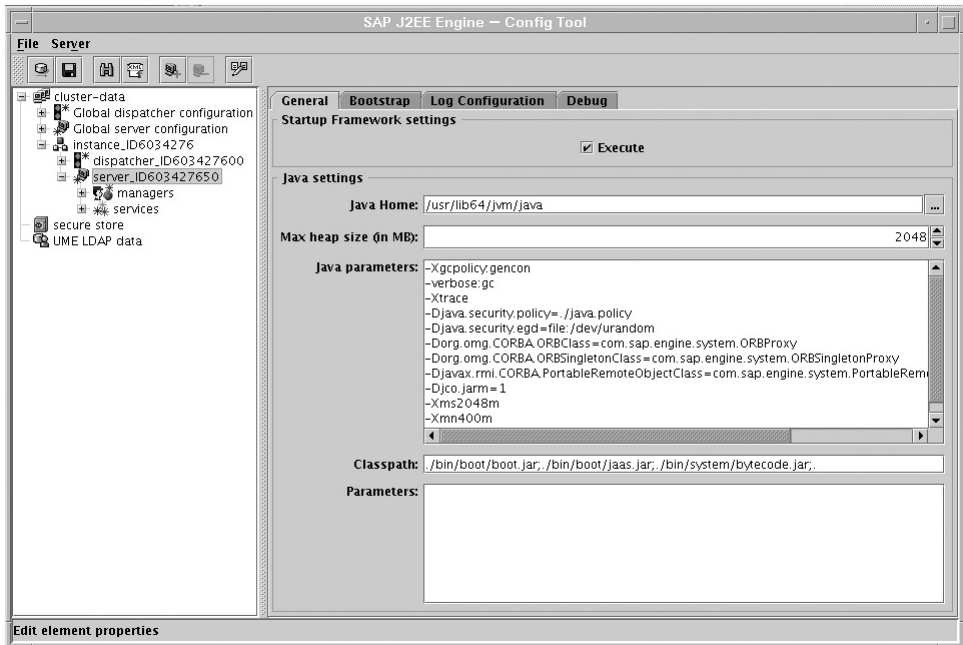 SAP J2EE Engine – Config Tool
File Server
cluster-data
Global dispatcher configuration
Global server configuration
instance_ID6034276
dispatcher_ID603427600
server_ID603427650
managers
services
secure store
UME LDAP data
General Bootstrap Log Configuration Debug
Startup Framework settings
Execute
Java settings
Java Home: /usr/lib64/jvm/java ...
Max heap size (in MB): 2048
Java parameters: -Xgcpolicy:gencon
-verbose:gc
-Xtrace
-Djava.security.policy=./java.policy
-Djava.security.egd=file:/dev/urandom
-Dorg.omg.CORBA.ORBClass=com.sap.engine.system.ORBProxy
-Dorg.omg.CORBA.ORBSingletonClass=com.sap.engine.system.ORBSingletonProxy
-Djavax.rmi.CORBA.PortableRemoteObjectClass=com.sap.engine.system.PortableRem
-Djco.jarm=1
-Xms2048m
-Xmn400m
Classpath: ./bin/boot/boot.jar;./bin/boot/jaas.jar;./bin/system/bytecode.jar;.
Parameters:
Edit element properties